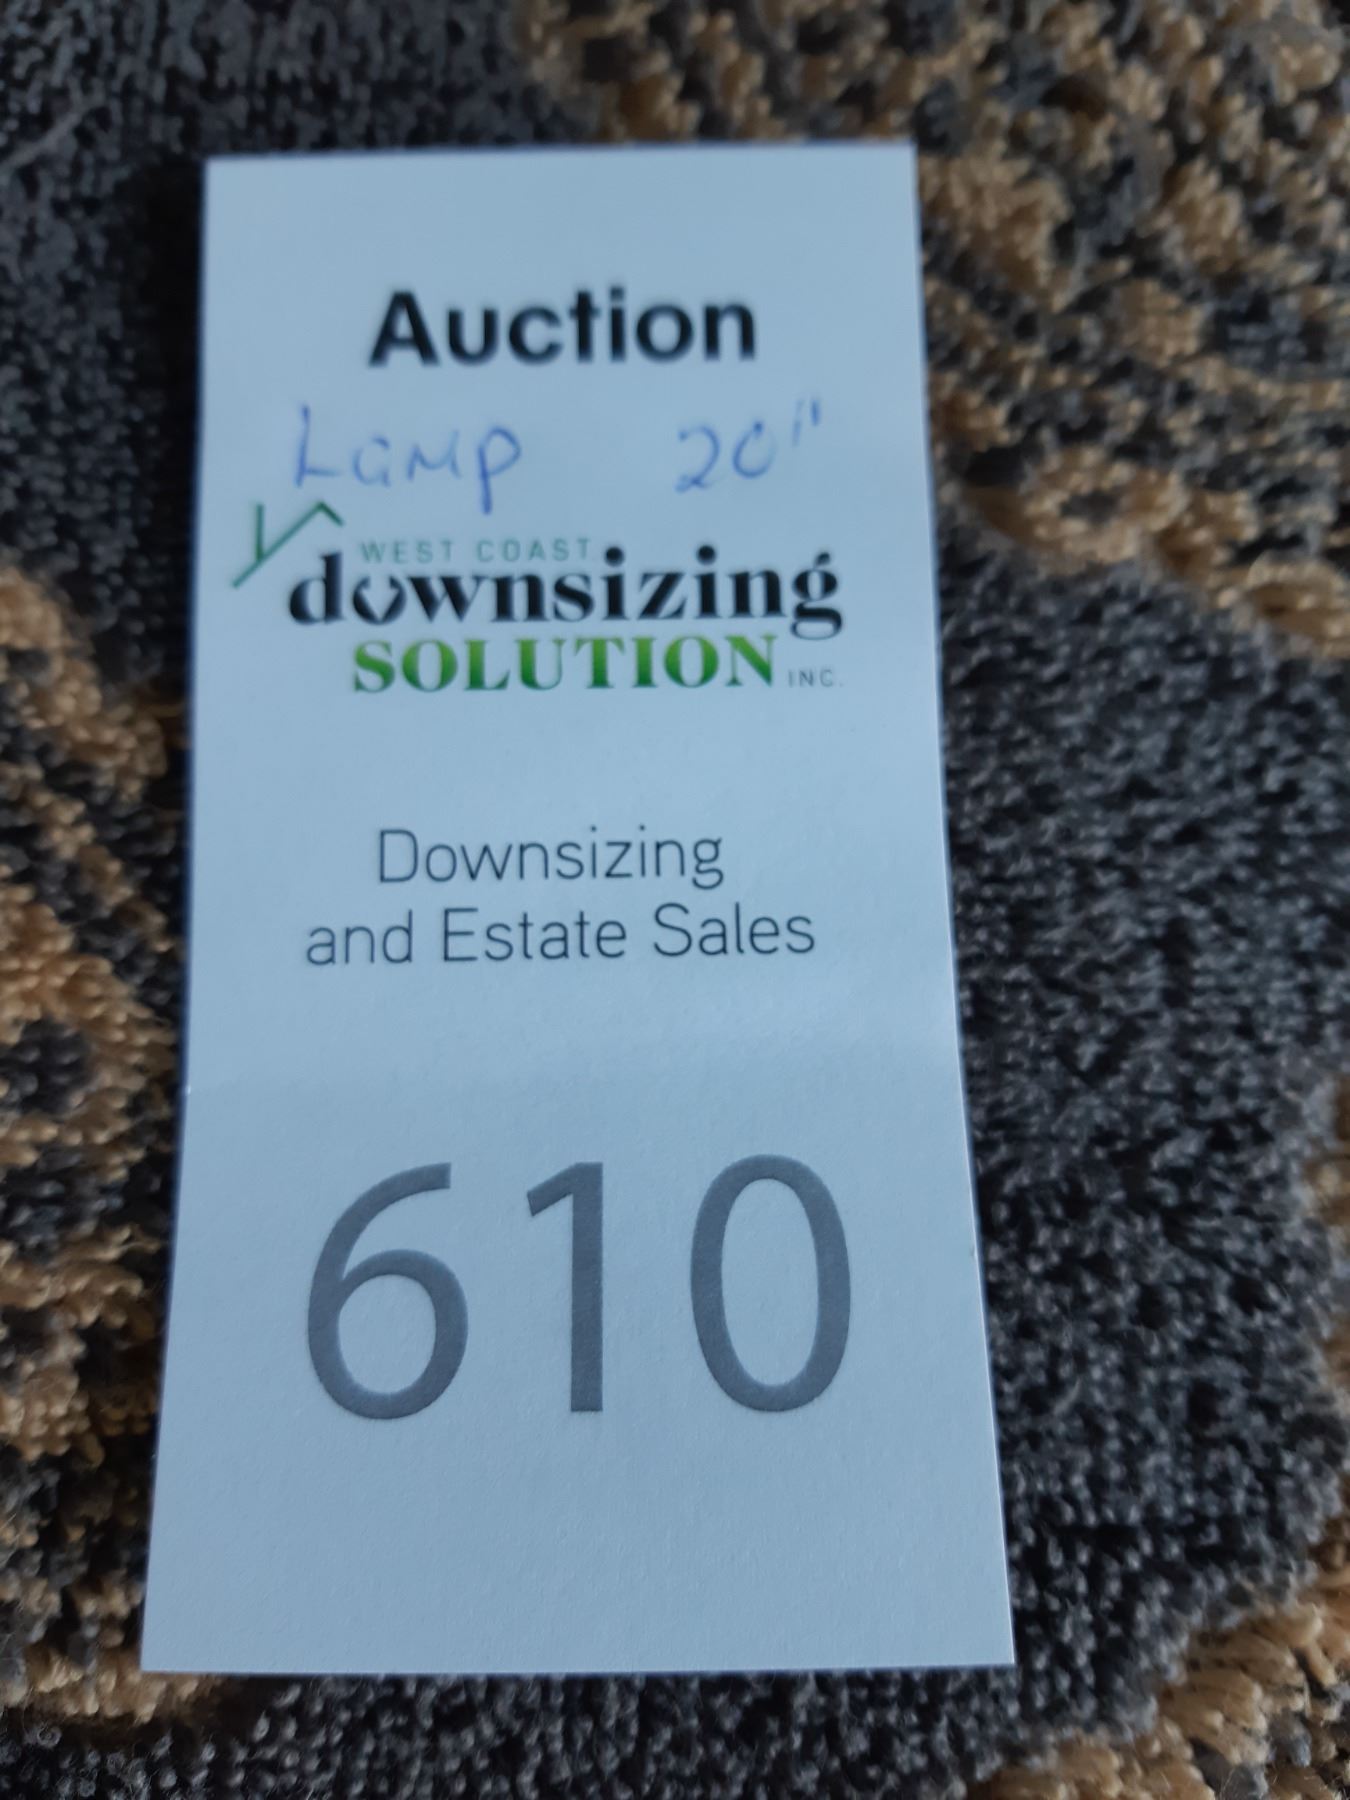 Auction
Lamp 20"
WEST COAST
downsizing
SOLUTION INC.
Downsizing
and Estate Sales
610